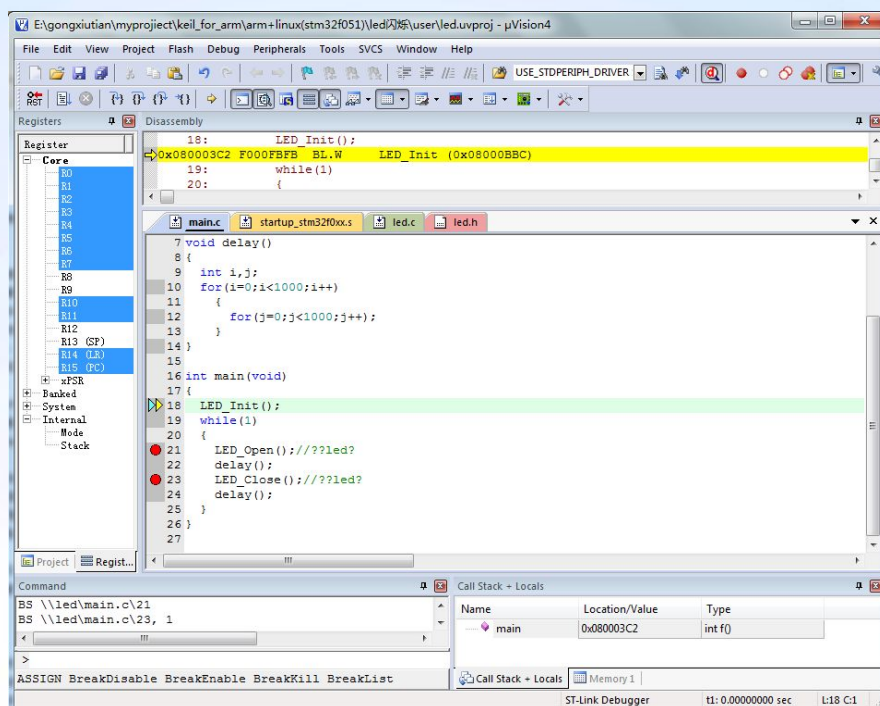 E:\gongxiutian\myprojiect\keil_for_arm\arm+linux(stm32f051)\led闪烁\user\led.uvproj - µVision4
File Edit View Project Flash Debug Peripherals Tools SVCS Window Help
USE_STDPERIPH_DRIVER
RST
Registers
Register
Core
R0
R1
R2
R3
R4
R5
R6
R7
R8
R9
R10
R11
R12
R13 (SP)
R14 (LR)
R15 (PC)
xPSR
Banked
System
Internal
Mode
Stack
Project Regist...
Disassembly
18: LED_Init();
0x080003C2 F000FBFB BL.W LED_Init (0x08000BBC)
19: while(1)
20: {
main.c startup_stm32f0xx.s led.c led.h
7 void delay()
8 {
9 int i,j;
10 for(i=0;i<1000;i++)
11 {
12 for(j=0;j<1000;j++);
13 }
14 }
15
16 int main(void)
17 {
18 LED_Init();
19 while(1)
20 {
21 LED_Open();//??led?
22 delay();
23 LED_Close();//??led?
24 delay();
25 }
26 }
27
Command
BS \\led\main.c\21
BS \\led\main.c\23, 1
>
ASSIGN BreakDisable BreakEnable BreakKill BreakList
Call Stack + Locals
Name Location/Value Type
main 0x080003C2 int f()
Call Stack + Locals Memory 1
ST-Link Debugger t1: 0.00000000 sec L:18 C:1